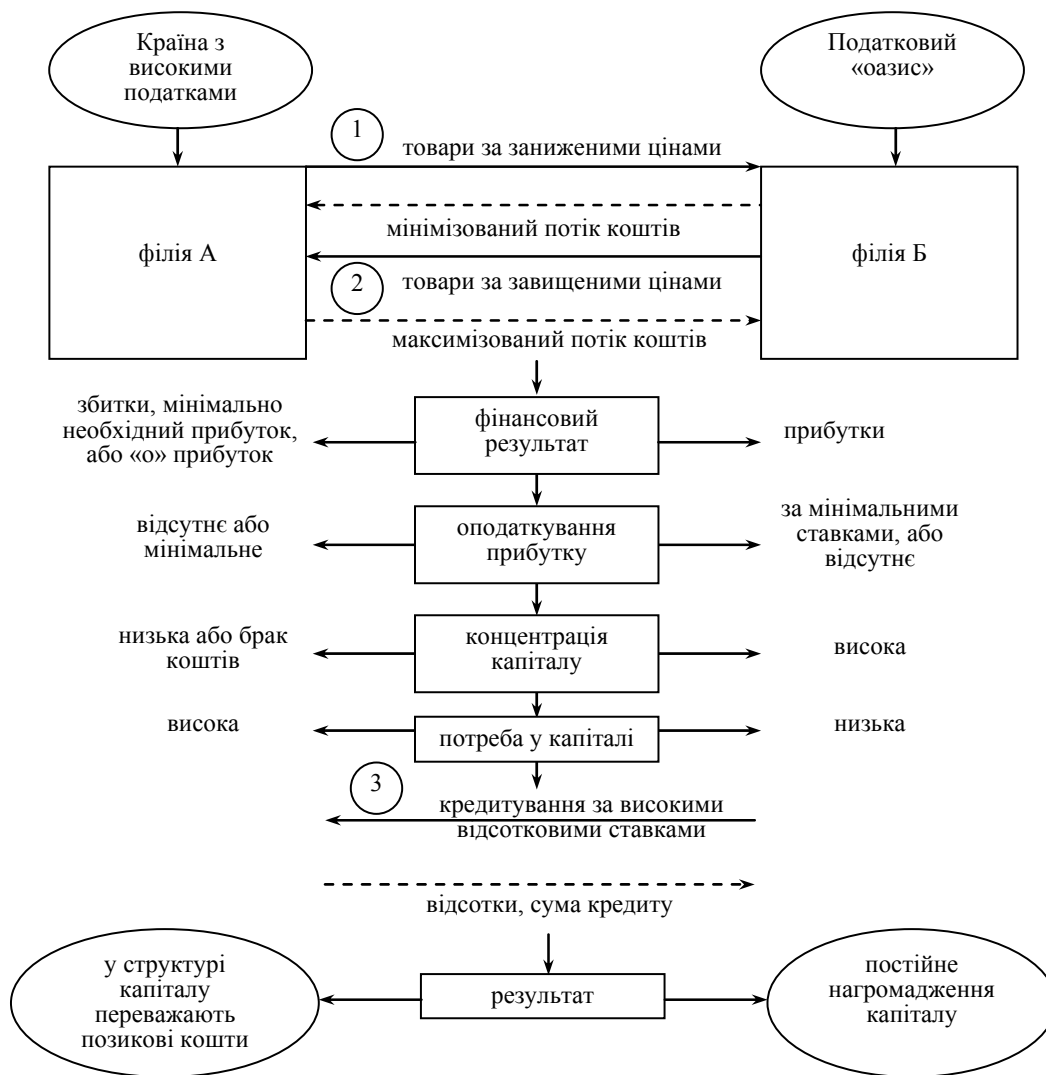 Країна з
високими
податками
Податковий
«оазис»
1
товари за заниженими цінами
мінімізований потік коштів
філія А
філія Б
2
товари за завищеними цінами
максимізований потік коштів
збитки, мінімально
необхідний прибуток,
або «о» прибуток
фінансовий
результат
прибутки
відсутнє або
мінімальне
оподаткування
прибутку
за мінімальними
ставками, або
відсутнє
низька або брак
коштів
концентрація
капіталу
висока
висока
потреба у капіталі
низька
3
кредитування за високими
відсотковими ставками
відсотки, сума кредиту
у структурі
капіталу
переважають
позикові кошти
результат
постійне
нагромадження
капіталу